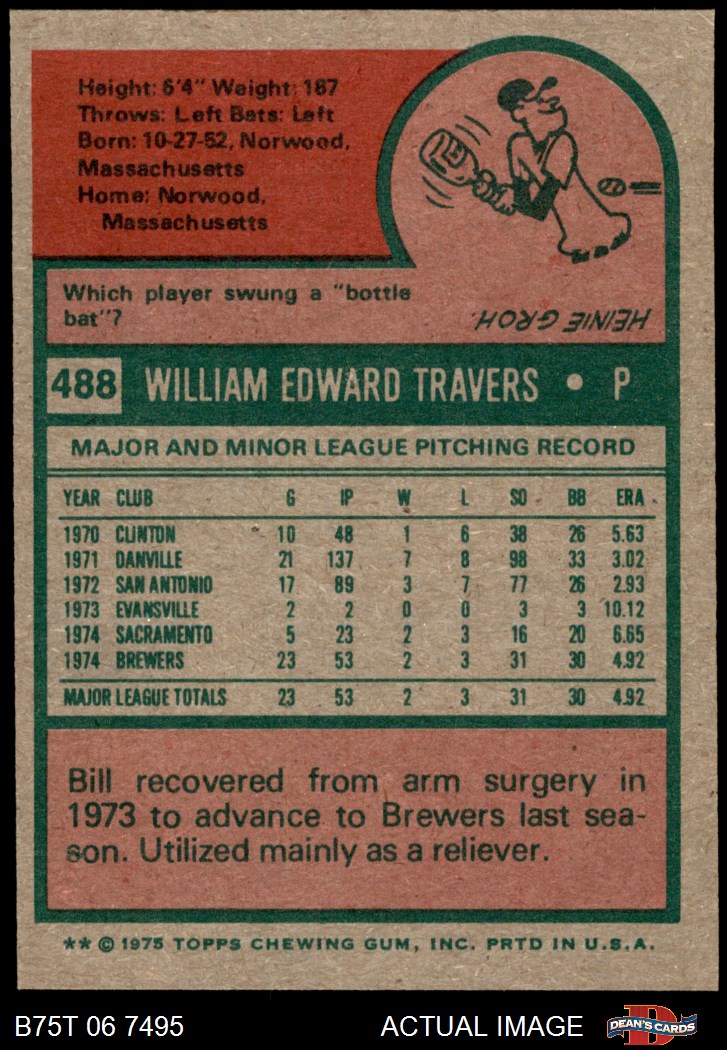 Height: 6'4" Weight: 187
Throws: Left Bats: Left
Born: 10-27-52, Norwood,
Massachusetts
Home: Norwood,
Massachusetts
Which player swung a "bottle
bat"?
HEINIE GROH.
488 WILLIAM EDWARD TRAVERS • P
MAJOR AND MINOR LEAGUE PITCHING RECORD
YEAR CLUB G IP W L SO BB ERA
1970 CLINTON 10 48 1 6 38 26 5.63
1971 DANVILLE 21 137 7 8 98 33 3.02
1972 SAN ANTONIO 17 89 3 7 77 26 2.93
1973 EVANSVILLE 2 2 0 0 3 3 10.12
1974 SACRAMENTO 5 23 2 3 16 20 6.65
1974 BREWERS 23 53 2 3 31 30 4.92
MAJOR LEAGUE TOTALS 23 53 2 3 31 30 4.92
Bill recovered from arm surgery in
1973 to advance to Brewers last sea-
son. Utilized mainly as a reliever.
** © 1975 TOPPS CHEWING GUM, INC. PRTD IN U.S.A.
B75T 06 7495 ACTUAL IMAGE D DEAN'S CARDS